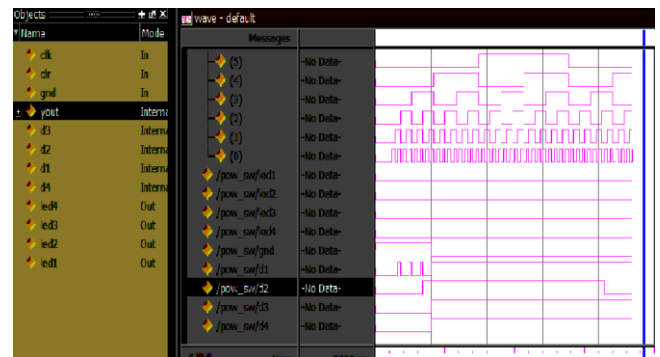 Objects
Name Mode
clk In
clr In
gnd In
yout Interna
d3 Interna
d2 Interna
d1 Interna
d4 Interna
led4 Out
led3 Out
led2 Out
led1 Out
wave - default
Messages
(5) -No Data-
(4) -No Data-
(3) -No Data-
(2) -No Data-
(1) -No Data-
(0) -No Data-
/pow_sw/led1 -No Data-
/pow_sw/led2 -No Data-
/pow_sw/led3 -No Data-
/pow_sw/led4 -No Data-
/pow_sw/gnd -No Data-
/pow_sw/d1 -No Data-
/pow_sw/d2 -No Data-
/pow_sw/d3 -No Data-
/pow_sw/d4 -No Data-